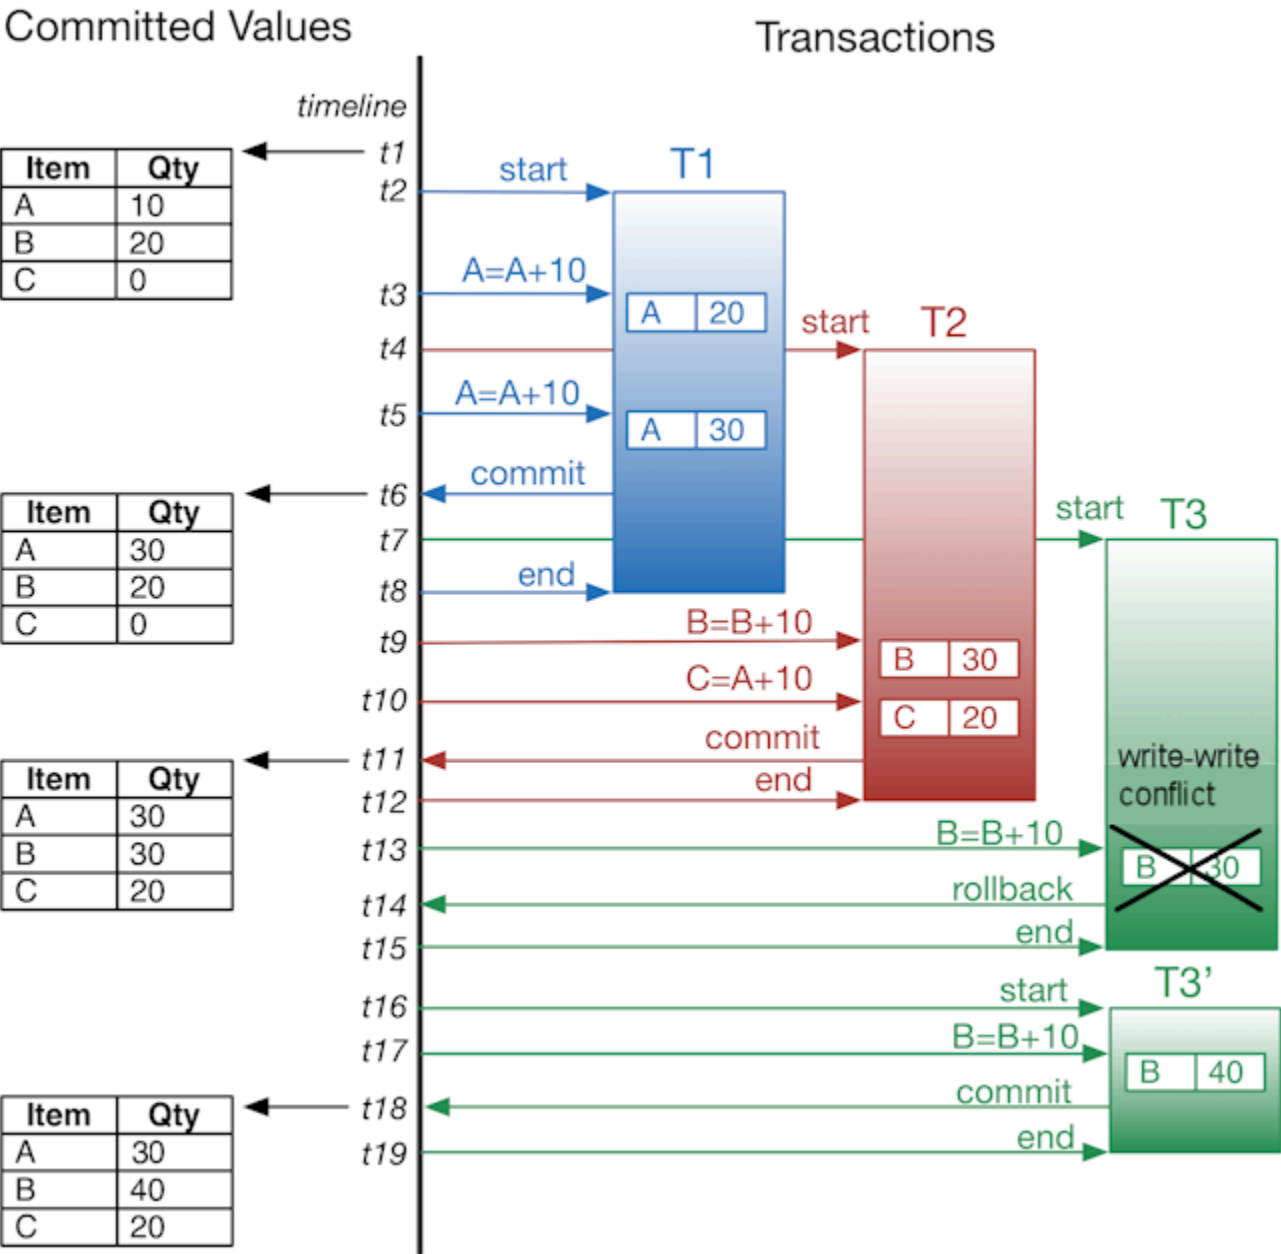 Committed Values
Transactions
timeline
t1
Item Qty
A 10
B 20
C 0
t2 start T1
t3 A=A+10
A 20
t4 start T2
t5 A=A+10
A 30
t6 commit
Item Qty
A 30
B 20
C 0
t7 start T3
t8 end
t9 B=B+10
B 30
t10 C=A+10
C 20
t11 commit
Item Qty
A 30
B 30
C 20
write-write
conflict
t12 end
t13 B=B+10
B 30
t14 rollback
t15 end
T3’
t16 start
t17 B=B+10
B 40
t18 commit
Item Qty
A 30
B 40
C 20
t19 end